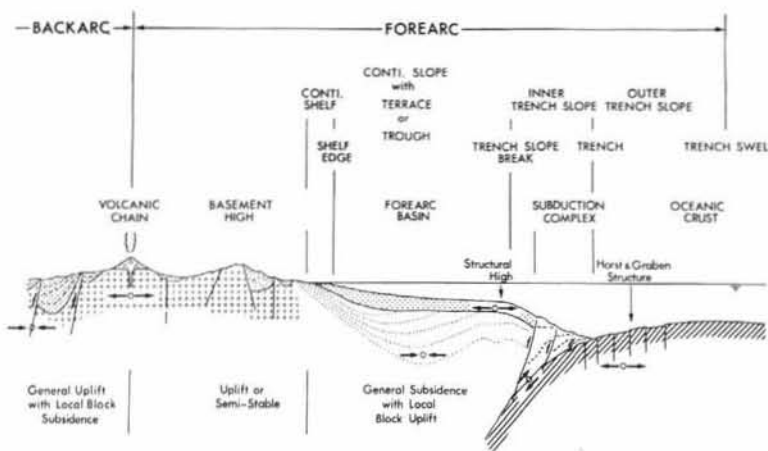 BACKARC
FOREARC
CONTI. SHELF
SHELF EDGE
CONTI. SLOPE
with
TERRACE
or
TROUGH
INNER
TRENCH SLOPE
OUTER
TRENCH SLOPE
TRENCH SLOPE
BREAK
TRENCH
TRENCH SWEL
VOLCANIC
CHAIN
BASEMENT
HIGH
FOREARC
BASIN
SUBDUCTION
COMPLEX
OCEANIC
CRUST
Structural
High
Horst & Graben
Structure
General Uplift
with Local Block
Subsidence
Uplift or
Semi-Stable
General Subsidence
with Local
Block Uplift